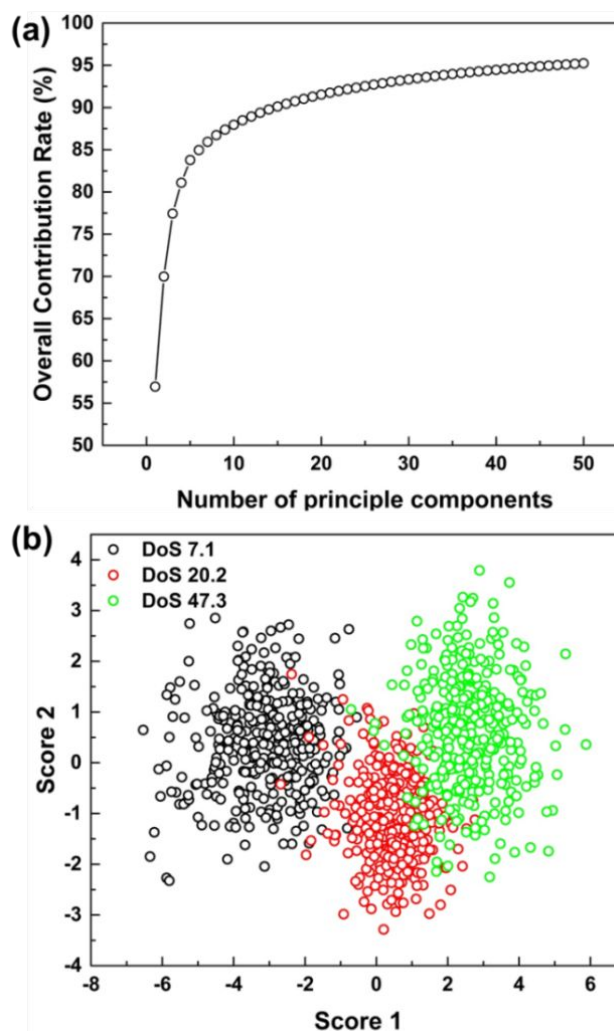 (a)
Overall Contribution Rate (%)
100
95
90
85
80
75
70
65
60
55
50
0 10 20 30 40 50
Number of principle components
(b)
DoS 7.1
DoS 20.2
DoS 47.3
Score 2
4
3
2
1
0
-1
-2
-3
-4
-8 -6 -4 -2 0 2 4 6
Score 1